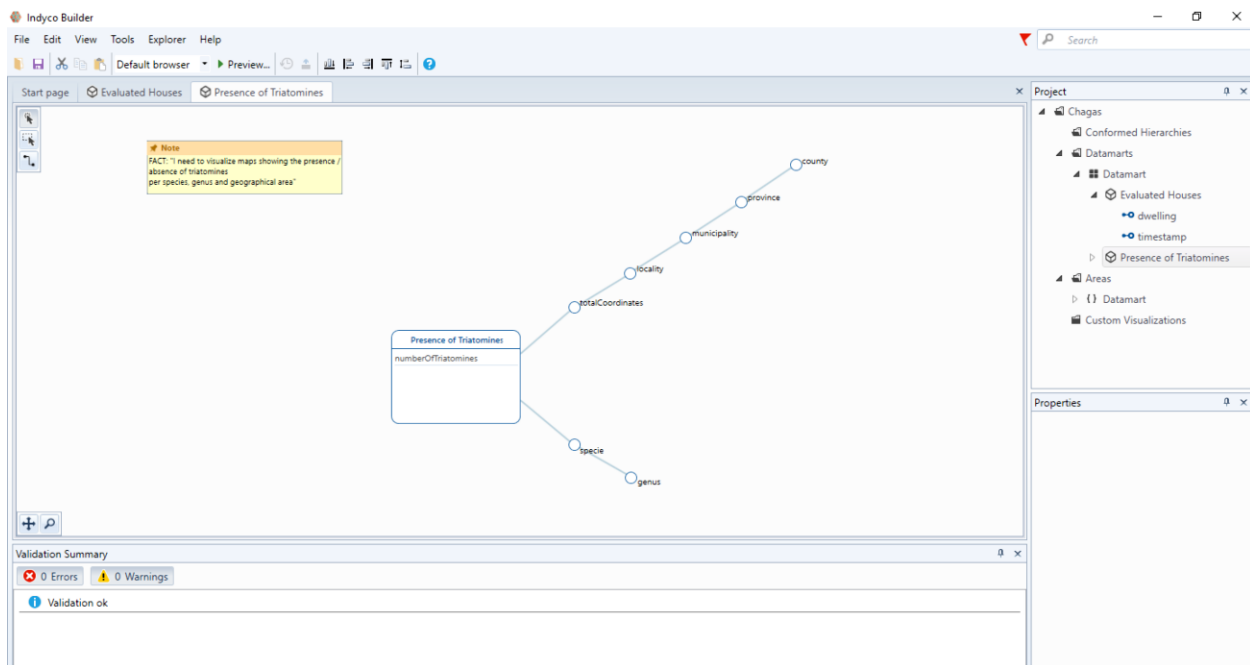 Indyco Builder
File Edit View Tools Explorer Help
Search
Default browser Preview...
Start page Evaluated Houses Presence of Triatomines
Note
FACT: "I need to visualize maps showing the presence /
absence of triatomines
per species, genus and geographical area"
county
province
municipality
locality
totalCoordinates
Presence of Triatomines
numberOfTriatomines
specie
genus
Project
Chagas
Conformed Hierarchies
Datamarts
Datamart
Evaluated Houses
dwelling
timestamp
Presence of Triatomines
Areas
{} Datamart
Custom Visualizations
Properties
Validation Summary
0 Errors 0 Warnings
Validation ok